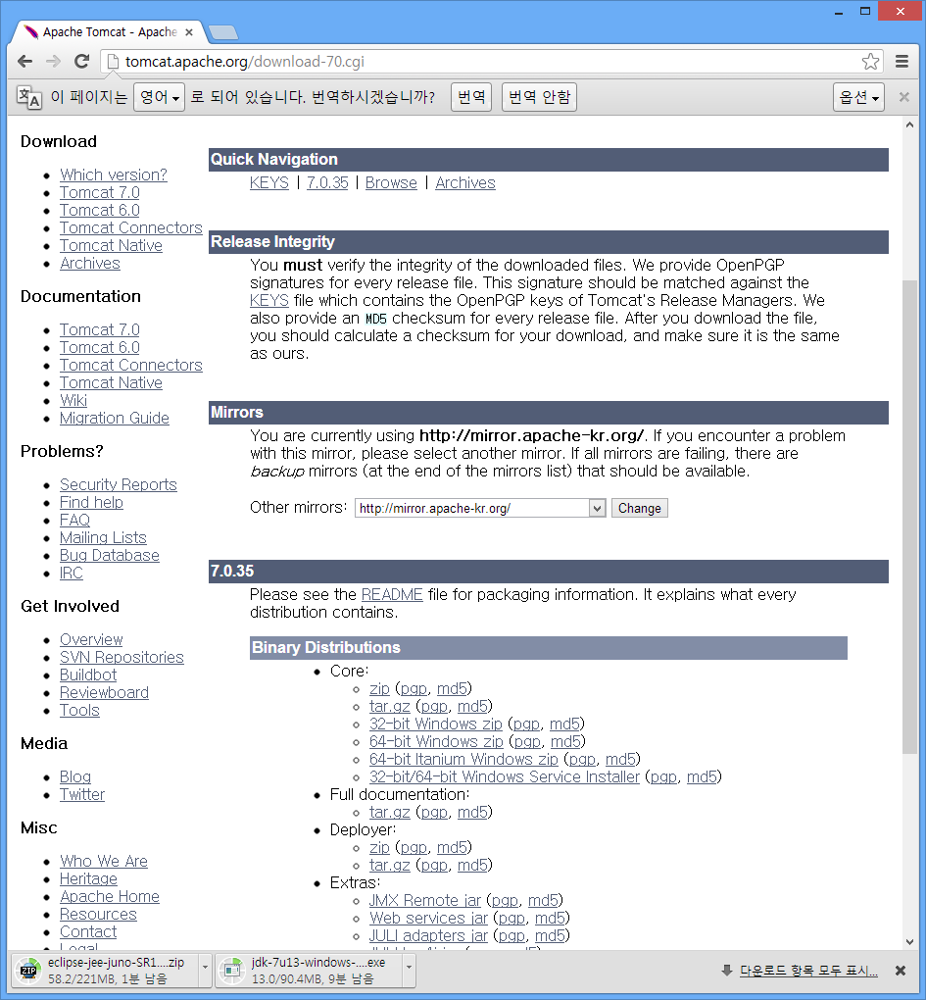 Apache Tomcat - Apache
tomcat.apache.org/download-70.cgi
이 페이지는 영어 로 되어 있습니다. 번역하시겠습니까? 번역 번역 안함 옵션
Download
Which version?
Tomcat 7.0
Tomcat 6.0
Tomcat Connectors
Tomcat Native
Archives
Documentation
Tomcat 7.0
Tomcat 6.0
Tomcat Connectors
Tomcat Native
Wiki
Migration Guide
Problems?
Security Reports
Find help
FAQ
Mailing Lists
Bug Database
IRC
Get Involved
Overview
SVN Repositories
Buildbot
Reviewboard
Tools
Media
Blog
Twitter
Misc
Who We Are
Heritage
Apache Home
Resources
Contact
Legal
Quick Navigation
KEYS | 7.0.35 | Browse | Archives
Release Integrity
You must verify the integrity of the downloaded files. We provide OpenPGP
signatures for every release file. This signature should be matched against the
KEYS file which contains the OpenPGP keys of Tomcat's Release Managers. We
also provide an MD5 checksum for every release file. After you download the file,
you should calculate a checksum for your download, and make sure it is the same
as ours.
Mirrors
You are currently using http://mirror.apache-kr.org/. If you encounter a problem
with this mirror, please select another mirror. If all mirrors are failing, there are
backup mirrors (at the end of the mirrors list) that should be available.
Other mirrors: http://mirror.apache-kr.org/ Change
7.0.35
Please see the README file for packaging information. It explains what every
distribution contains.
Binary Distributions
Core:
zip (pgp, md5)
tar.gz (pgp, md5)
32-bit Windows zip (pgp, md5)
64-bit Windows zip (pgp, md5)
64-bit Itanium Windows zip (pgp, md5)
32-bit/64-bit Windows Service Installer (pgp, md5)
Full documentation:
tar.gz (pgp, md5)
Deployer:
zip (pgp, md5)
tar.gz (pgp, md5)
Extras:
JMX Remote jar (pgp, md5)
Web services jar (pgp, md5)
JULI adapters jar (pgp, md5)
ZIP
eclipse-jee-juno-SR1....zip
58.2/221MB, 1분 남음
jdk-7u13-windows-....exe
13.0/90.4MB, 9분 남음
다운로드 항목 모두 표시...